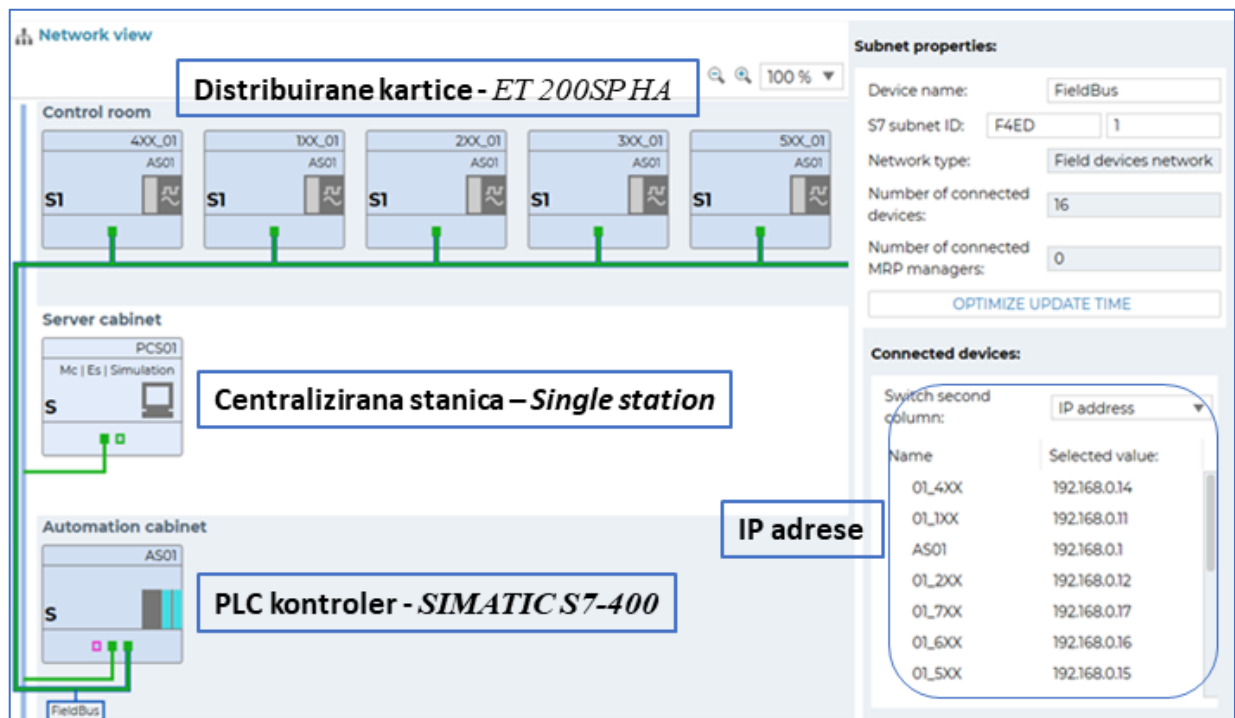 Network view
Distribuirane kartice - ET 200SP HA
100 %
Control room
4XX_01
AS01
S1
1XX_01
AS01
S1
2XX_01
AS01
S1
3XX_01
AS01
S1
5XX_01
AS01
S1
Server cabinet
PCS01
Mc | Es | Simulation
S
Centralizirana stanica – Single station
Automation cabinet
AS01
S
PLC kontroler - SIMATIC S7-400
FieldBus
IP adrese
Subnet properties:
Device name: FieldBus
S7 subnet ID: F4ED 1
Network type: Field devices network
Number of connected
devices: 16
Number of connected
MRP managers: 0
OPTIMIZE UPDATE TIME
Connected devices:
Switch second
column: IP address
Name Selected value:
01_4XX 192.168.0.14
01_1XX 192.168.0.11
AS01 192.168.0.1
01_2XX 192.168.0.12
01_7XX 192.168.0.17
01_6XX 192.168.0.16
01_5XX 192.168.0.15